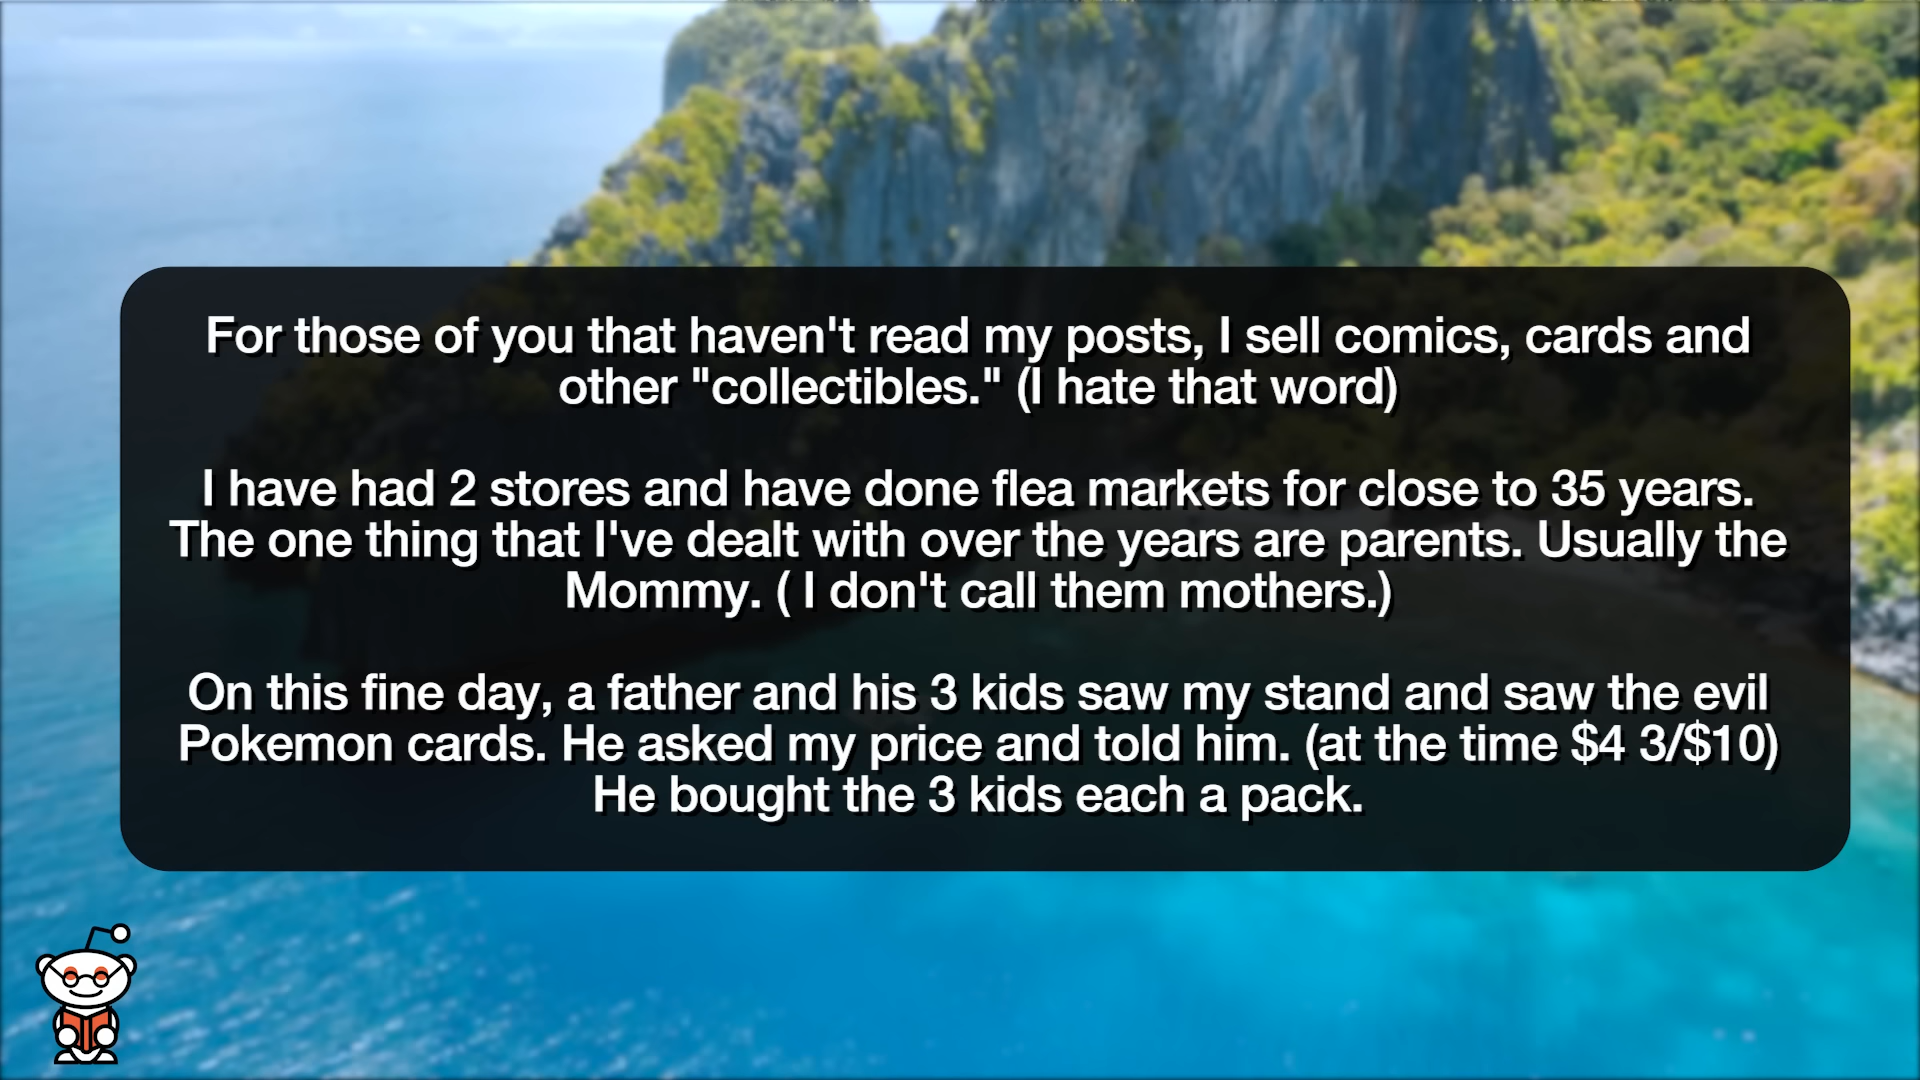 For those of you that haven't read my posts, I sell comics, cards and
other "collectibles." (I hate that word)
I have had 2 stores and have done flea markets for close to 35 years.
The one thing that I've dealt with over the years are parents. Usually the
Mommy. ( I don't call them mothers.)
On this fine day, a father and his 3 kids saw my stand and saw the evil
Pokemon cards. He asked my price and told him. (at the time $4 3/$10)
He bought the 3 kids each a pack.